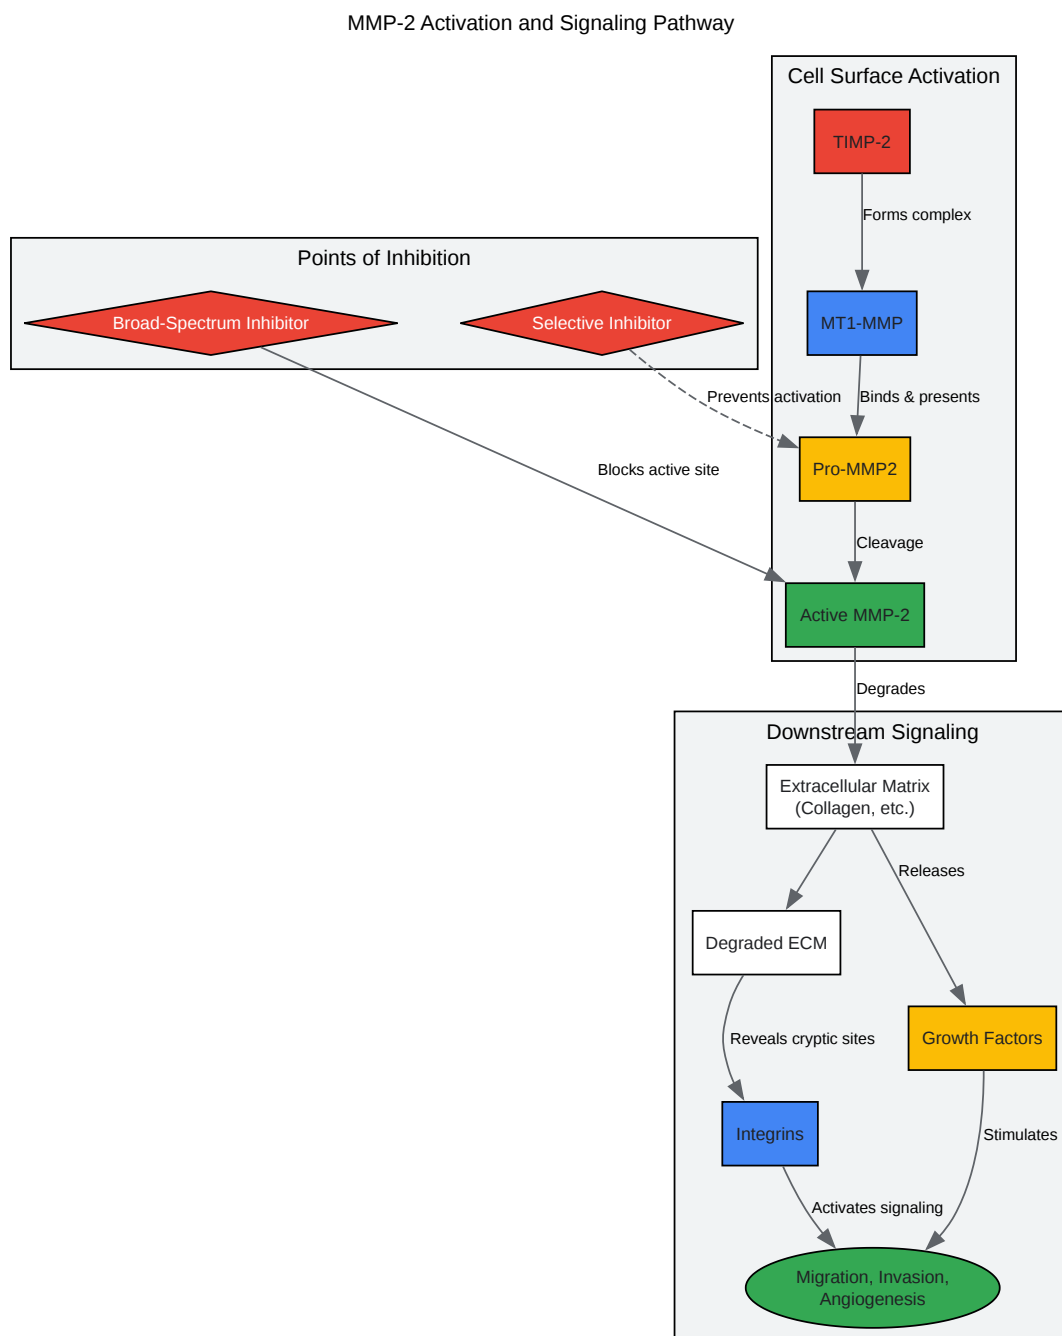 MMP-2 Activation and Signaling Pathway
Cell Surface Activation
TIMP-2
Forms complex
Points of Inhibition
Broad-Spectrum Inhibitor
Selective Inhibitor
MT1-MMP
Prevents activation
Binds & presents
Pro-MMP2
Blocks active site
Cleavage
Active MMP-2
Degrades
Downstream Signaling
Extracellular Matrix
(Collagen, etc.)
Releases
Degraded ECM
Reveals cryptic sites
Growth Factors
Integrins
Stimulates
Activates signaling
Migration, Invasion,
Angiogenesis